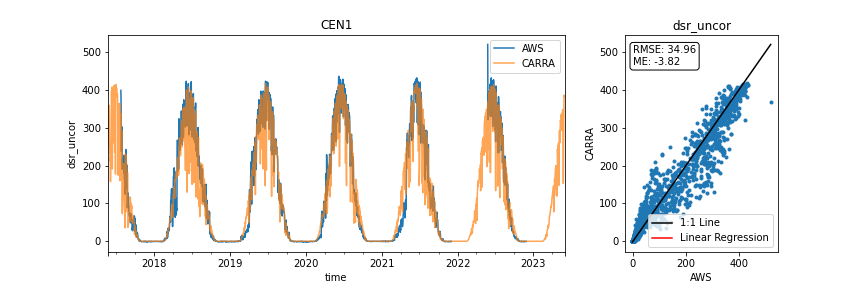 CEN1
dsr_uncor
500
400
300
200
100
0
AWS
CARRA
2018
2019
2020
2021
2022
2023
time
dsr_uncor
RMSE: 34.96
ME: -3.82
CARRA
500
400
300
200
100
0
1:1 Line
Linear Regression
0
200
400
AWS